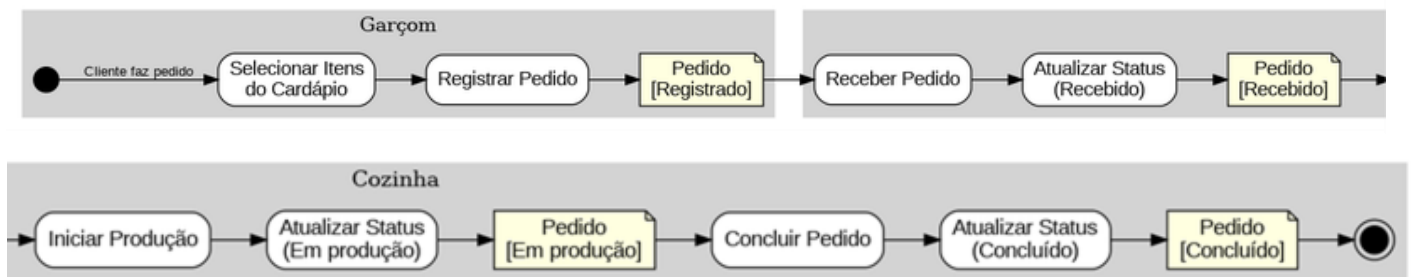 Garçom
Cliente faz pedido
Selecionar Itens
do Cardápio
Registrar Pedido
Pedido
[Registrado]
Receber Pedido
Atualizar Status
(Recebido)
Pedido
[Recebido]
Cozinha
Iniciar Produção
Atualizar Status
(Em produção)
Pedido
[Em produção]
Concluir Pedido
Atualizar Status
(Concluído)
Pedido
[Concluído]